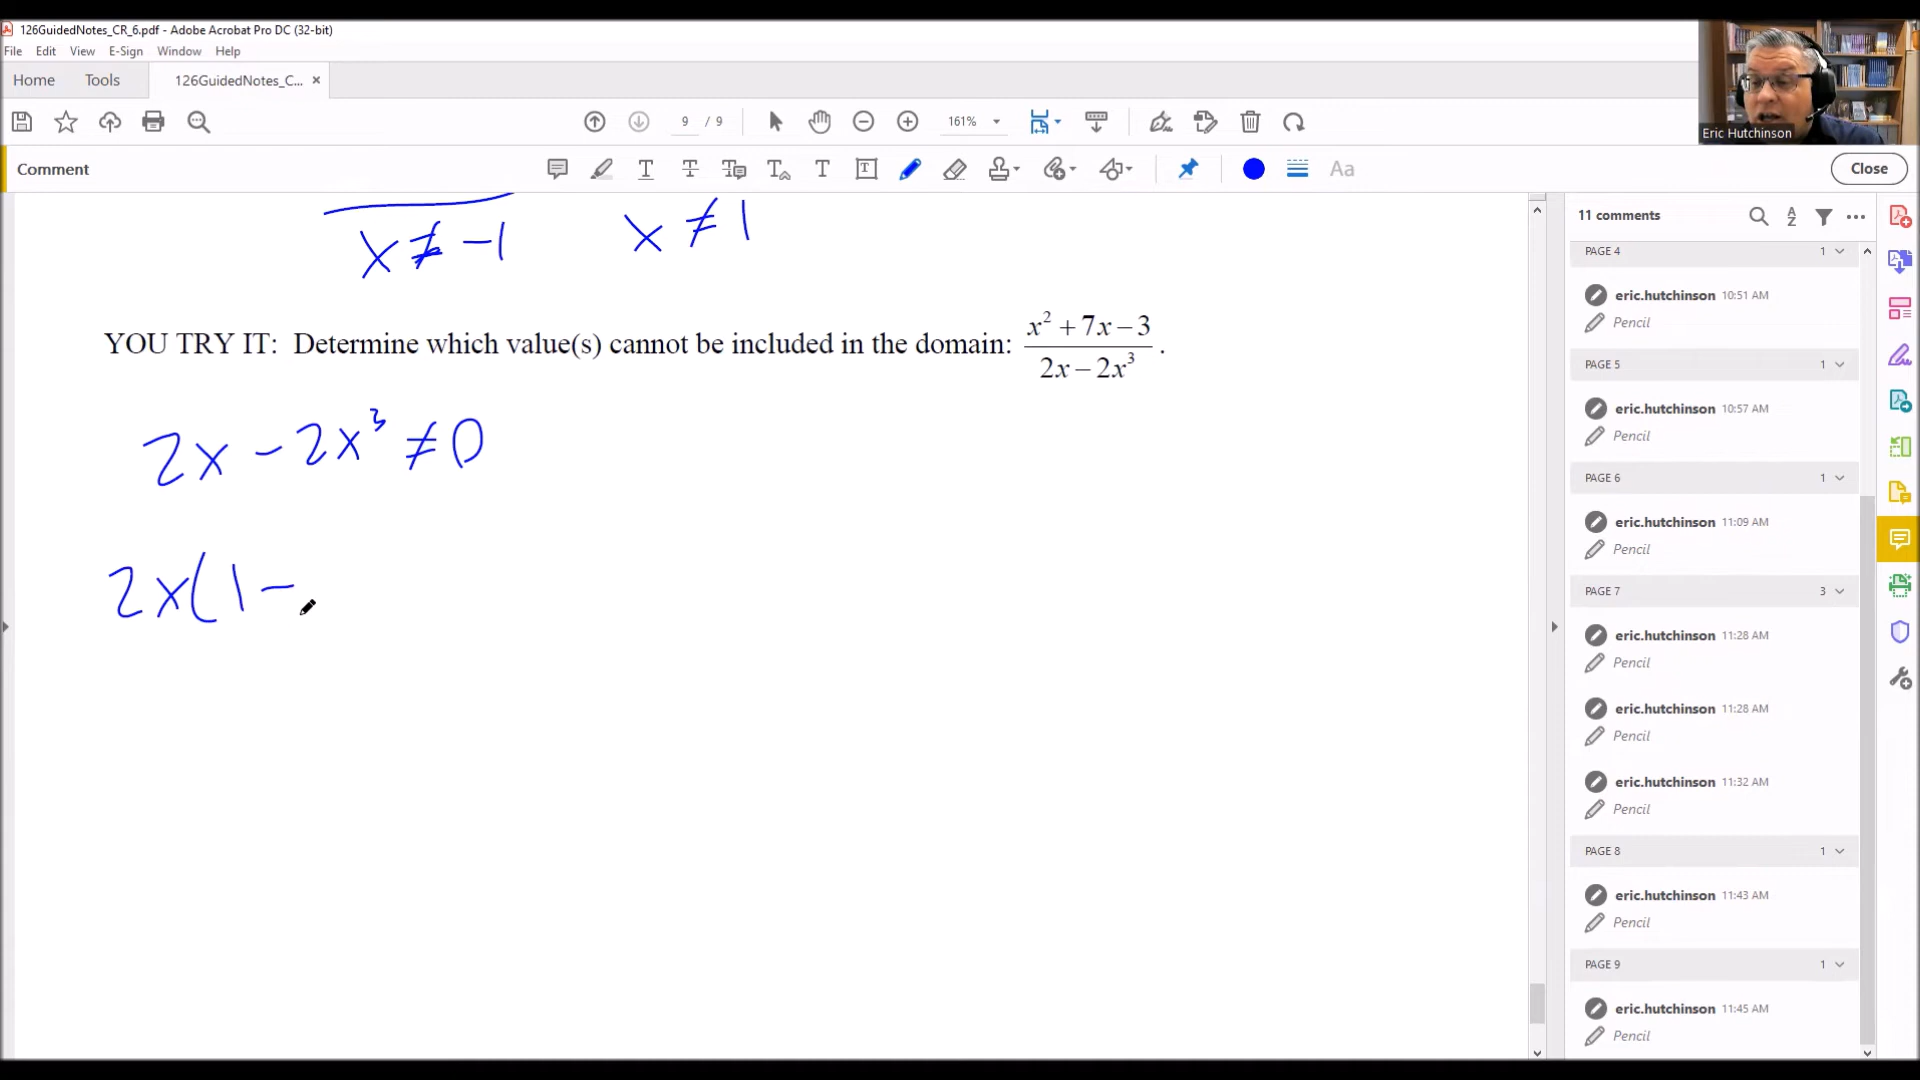 126GuidedNotes_CR_6.pdf - Adobe Acrobat Pro DC (32-bit)
File Edit View E-Sign Window Help
Home Tools 126GuidedNotes_C... ×
9 / 9 161%
Eric Hutchinson
Comment
Aa
Close
x ≠ -1 x ≠ 1
YOU TRY IT: Determine which value(s) cannot be included in the domain: (x² + 7x – 3)/(2x – 2x³).
2x - 2x³ ≠ 0
2x(1 -
11 comments
PAGE 4 1
eric.hutchinson 10:51 AM
Pencil
PAGE 5 1
eric.hutchinson 10:57 AM
Pencil
PAGE 6 1
eric.hutchinson 11:09 AM
Pencil
PAGE 7 3
eric.hutchinson 11:28 AM
Pencil
eric.hutchinson 11:28 AM
Pencil
eric.hutchinson 11:32 AM
Pencil
PAGE 8 1
eric.hutchinson 11:43 AM
Pencil
PAGE 9 1
eric.hutchinson 11:45 AM
Pencil